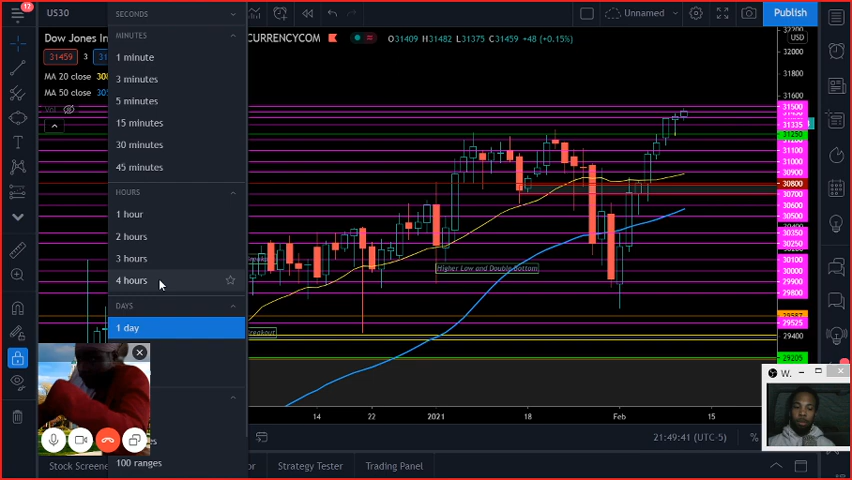 17
US30
SECONDS
Unnamed
Publish
Dow Jones In
CURRENCYCOM
O31409 H31482 L31375 C31459 +48 (+0.15%)
USD
31459
3
MA 20 close
MA 50 close
MINUTES
1 minute
3 minutes
5 minutes
15 minutes
30 minutes
45 minutes
HOURS
1 hour
2 hours
3 hours
4 hours
DAYS
1 day
100 ranges
Higher Low and Double bottom
32000
31800
31600
31500
31335
31250
31100
31000
30900
30800
30700
30600
30500
30350
30250
30100
30000
29900
29800
29587
29525
29400
29205
14
22
2021
18
Feb
15
21:49:41 (UTC-5)
%
Stock Screene
Strategy Tester
Trading Panel
W.